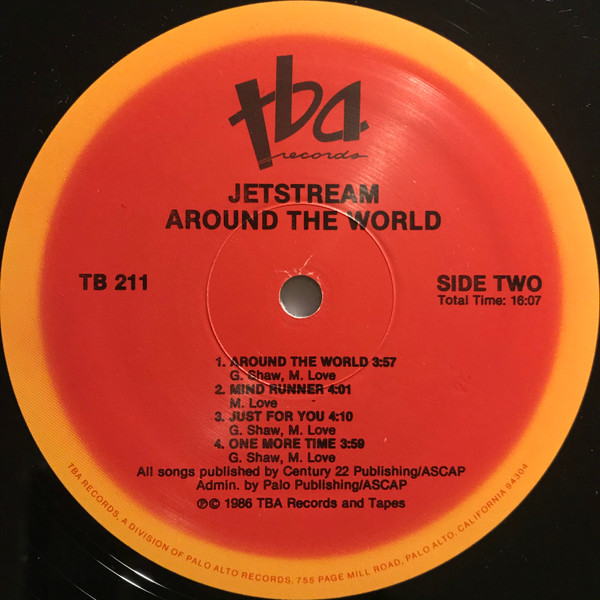 tba
records
JETSTREAM
AROUND THE WORLD
TB 211
SIDE TWO
Total Time: 16:07
1. AROUND THE WORLD 3:57
G. Shaw, M. Love
2. MIND RUNNER 4:01
M. Love
3. JUST FOR YOU 4:10
G. Shaw, M. Love
4. ONE MORE TIME 3:59
G. Shaw, M. Love
All songs published by Century 22 Publishing/ASCAP
Admin. by Palo Publishing/ASCAP
℗© 1986 TBA Records and Tapes
TBA RECORDS, A DIVISION OF PALO ALTO RECORDS, 755 PAGE MILL ROAD, PALO ALTO, CALIFORNIA 94304